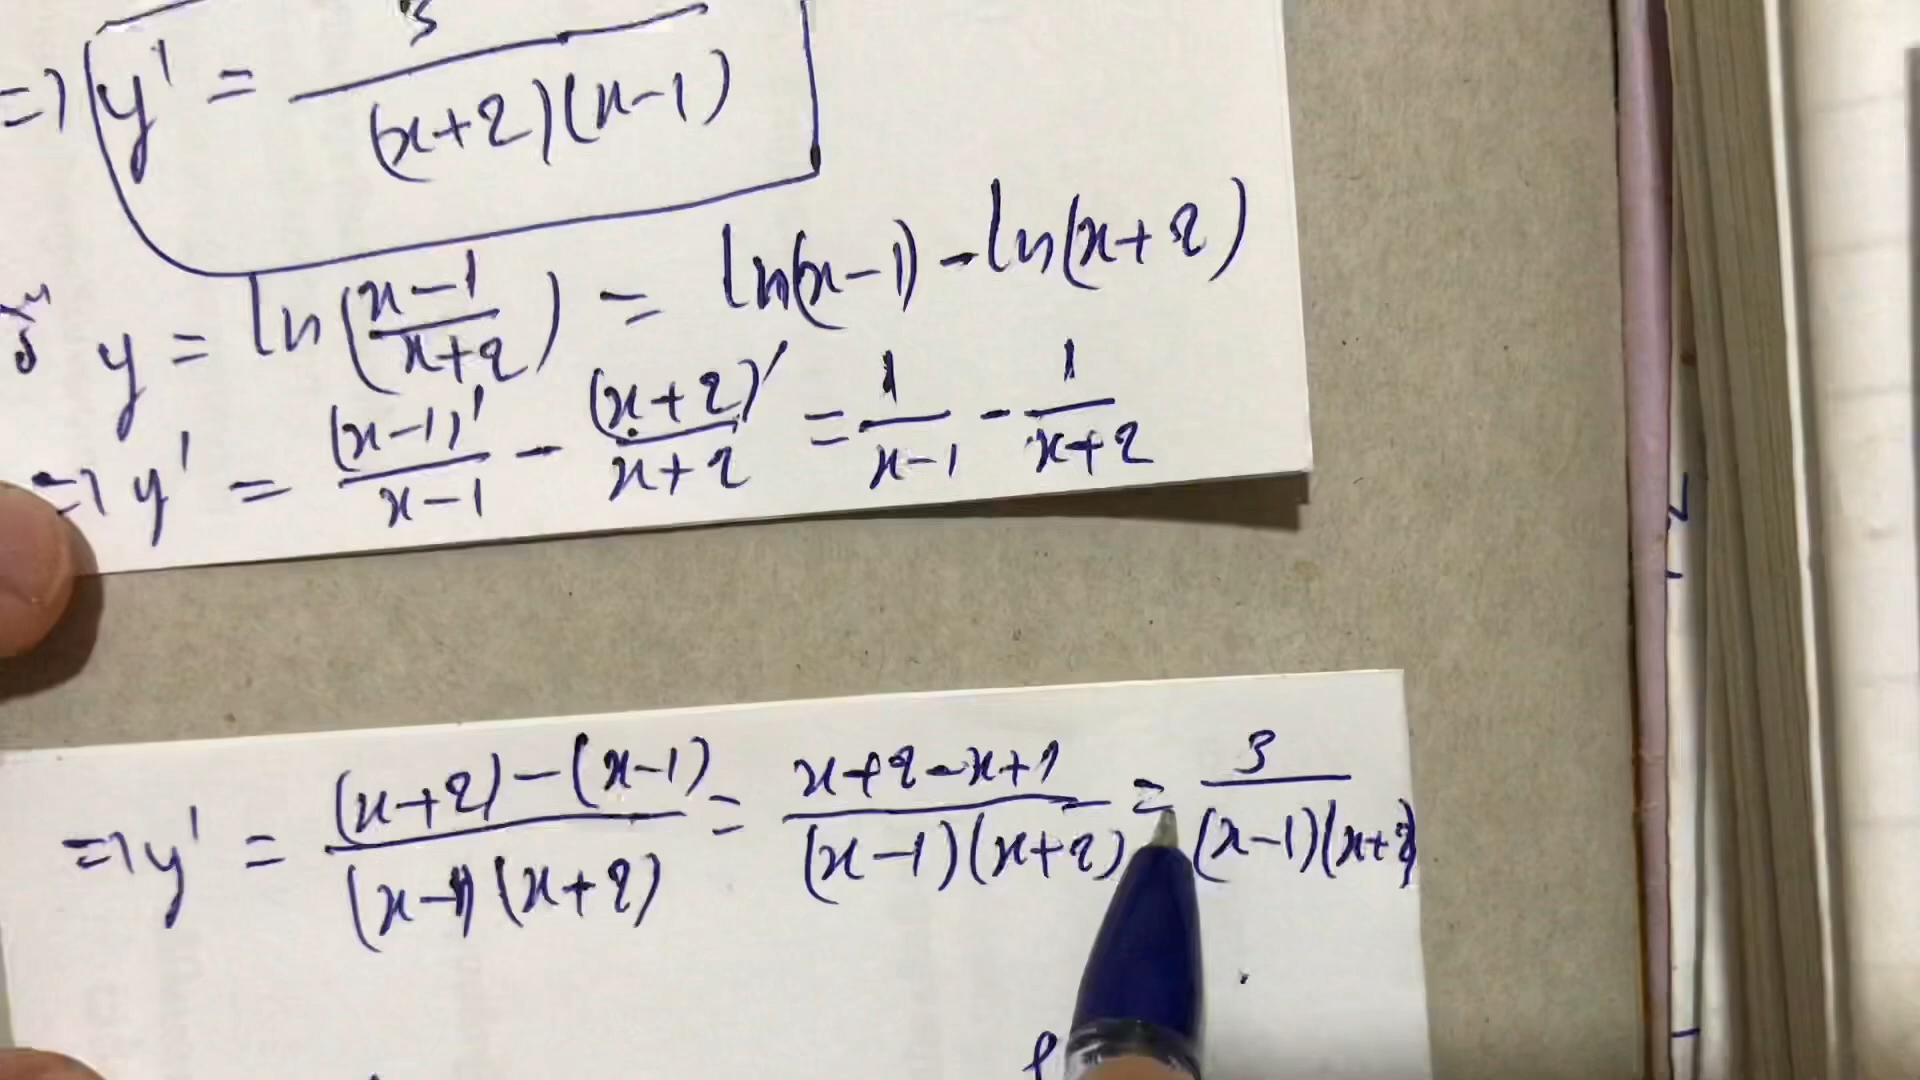 => y' = 3/((x+2)(x-1))
y = ln((x-1)/(x+2)) = ln(x-1) - ln(x+2)
=> y' = (x-1)'/(x-1) - (x+2)'/(x+2) = 1/(x-1) - 1/(x+2)
=> y' = ((x+2)-(x-1))/((x-1)(x+2)) = (x+2-x+1)/((x-1)(x+2)) = 3/((x-1)(x+2)